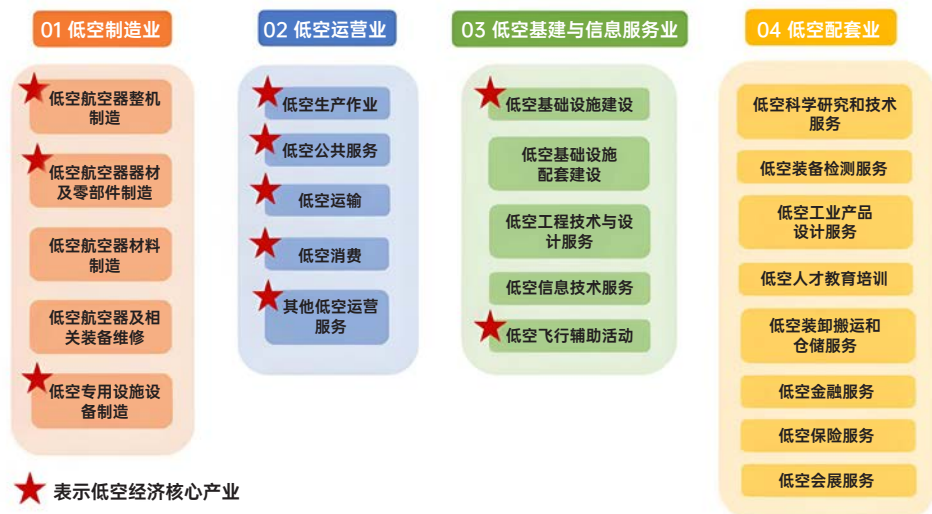 01 低空制造业
低空航空器整机
制造
低空航空器器材
及零部件制造
低空航空器材料
制造
低空航空器及相
关装备维修
低空专用设施设
备制造
02 低空运营业
低空生产作业
低空公共服务
低空运输
低空消费
其他低空运营
服务
03 低空基建与信息服务业
低空基础设施建设
低空基础设施
配套建设
低空工程技术与设
计服务
低空信息技术服务
低空飞行辅助活动
04 低空配套业
低空科学研究和技术
服务
低空装备检测服务
低空工业产品
设计服务
低空人才教育培训
低空装卸搬运和
仓储服务
低空金融服务
低空保险服务
低空会展服务
表示低空经济核心产业